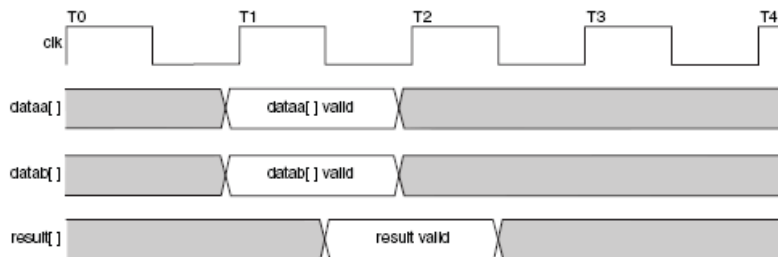 T0 T1 T2 T3 T4
clk
dataa[ ] dataa[ ] valid
datab[ ] datab[ ] valid
result[ ] result valid